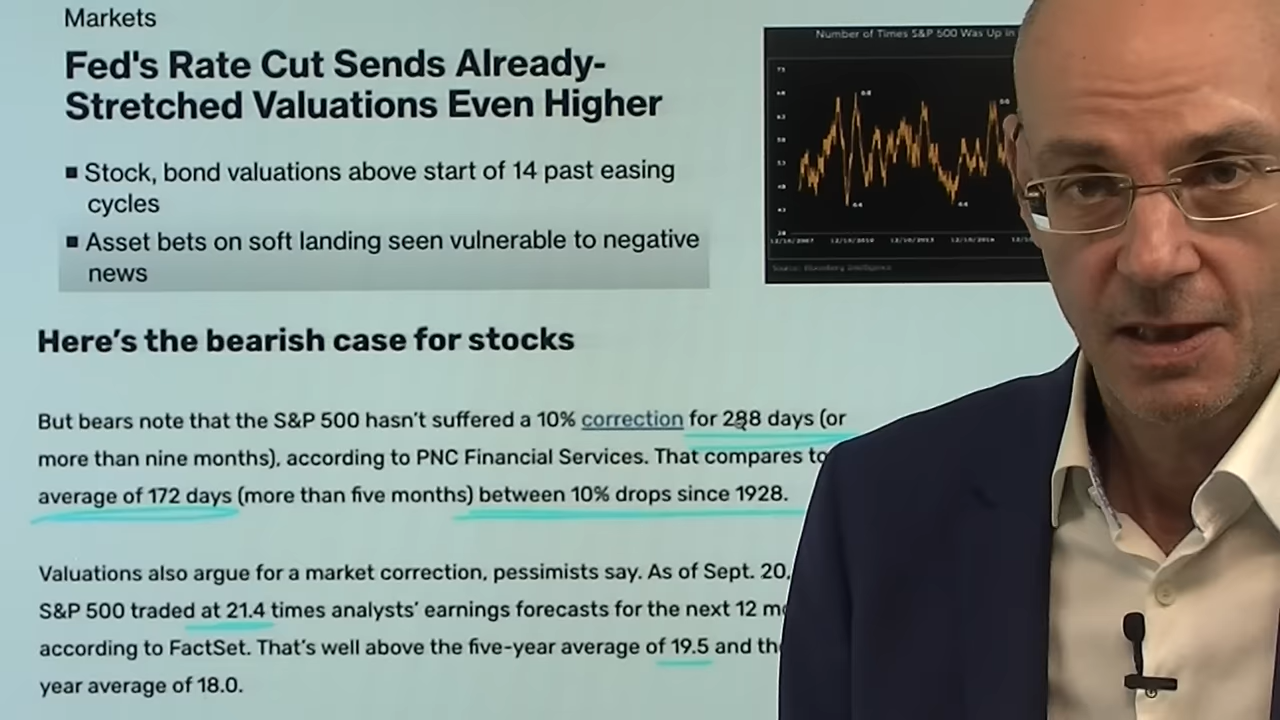 Markets
Fed's Rate Cut Sends Already-
Stretched Valuations Even Higher
Number of Times S&P 500 Was Up in
▪ Stock, bond valuations above start of 14 past easing
cycles
▪ Asset bets on soft landing seen vulnerable to negative
news
Source: Bloomberg Intelligence
Here's the bearish case for stocks
But bears note that the S&P 500 hasn't suffered a 10% correction for 288 days (or
more than nine months), according to PNC Financial Services. That compares to
average of 172 days (more than five months) between 10% drops since 1928.
Valuations also argue for a market correction, pessimists say. As of Sept. 20,
S&P 500 traded at 21.4 times analysts' earnings forecasts for the next 12
according to FactSet. That's well above the five-year average of 19.5 and
year average of 18.0.